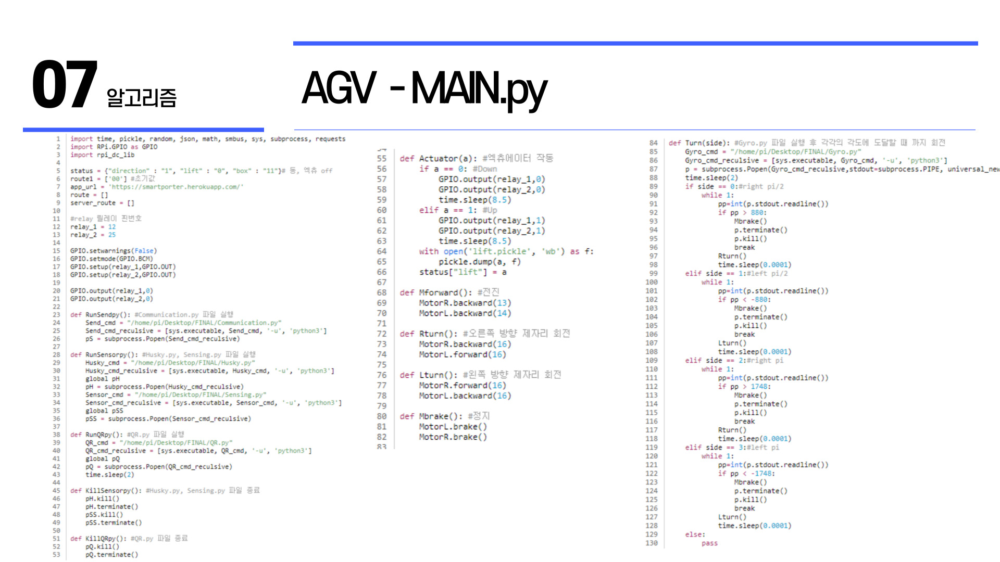 07 알고리즘
AGV - MAIN.py
1 import time, pickle, random, json, math, smbus, sys, subprocess, requests
2 import RPi.GPIO as GPIO
3 import rpi_dc_lib
4
5 status = {"direction" : "1", "lift" : "0", "box" : "11"}# 동, 엑츄 off
6 route1 = ['00'] #초기값
7 app_url = 'https://smartporter.herokuapp.com/'
8 route = []
9 server_route = []
10
11 #relay 릴레이 핀번호
12 relay_1 = 12
13 relay_2 = 25
14
15 GPIO.setwarnings(False)
16 GPIO.setmode(GPIO.BCM)
17 GPIO.setup(relay_1,GPIO.OUT)
18 GPIO.setup(relay_2,GPIO.OUT)
19
20 GPIO.output(relay_1,0)
21 GPIO.output(relay_2,0)
22
23 def RunSendpy(): #Communication.py 파일 실행
24 Send_cmd = "/home/pi/Desktop/FINAL/Communication.py"
25 Send_cmd_reculsive = [sys.executable, Send_cmd, '-u', 'python3']
26 pS = subprocess.Popen(Send_cmd_reculsive)
27
28 def RunSensorpy(): #Husky.py, Sensing.py 파일 실행
29 Husky_cmd = "/home/pi/Desktop/FINAL/Husky.py"
30 Husky_cmd_reculsive = [sys.executable, Husky_cmd, '-u', 'python3']
31 global pH
32 pH = subprocess.Popen(Husky_cmd_reculsive)
33 Sensor_cmd = "/home/pi/Desktop/FINAL/Sensing.py"
34 Sensor_cmd_reculsive = [sys.executable, Sensor_cmd, '-u', 'python3']
35 global pSS
36 pSS = subprocess.Popen(Sensor_cmd_reculsive)
37
38 def RunQRpy(): #QR.py 파일 실행
39 QR_cmd = "/home/pi/Desktop/FINAL/QR.py"
40 QR_cmd_reculsive = [sys.executable, QR_cmd, '-u', 'python3']
41 global pQ
42 pQ = subprocess.Popen(QR_cmd_reculsive)
43 time.sleep(2)
44
45 def KillSensorpy(): #Husky.py, Sensing.py 파일 종료
46 pH.kill()
47 pH.terminate()
48 pSS.kill()
49 pSS.terminate()
50
51 def KillQRpy(): #QR.py 파일 종료
52 pQ.kill()
53 pQ.terminate()
55 def Actuator(a): #엑츄에이터 작동
56 if a == 0: #Down
57 GPIO.output(relay_1,0)
58 GPIO.output(relay_2,0)
59 time.sleep(8.5)
60 elif a == 1: #Up
61 GPIO.output(relay_1,1)
62 GPIO.output(relay_2,1)
63 time.sleep(8.5)
64 with open('lift.pickle', 'wb') as f:
65 pickle.dump(a, f)
66 status["lift"] = a
67
68 def Mforward(): #전진
69 MotorR.backward(13)
70 MotorL.backward(14)
71
72 def Rturn(): #오른쪽 방향 제자리 회전
73 MotorR.backward(16)
74 MotorL.forward(16)
75
76 def Lturn(): #왼쪽 방향 제자리 회전
77 MotorR.forward(16)
78 MotorL.backward(16)
79
80 def Mbrake(): #정지
81 MotorL.brake()
82 MotorR.brake()
83
84 def Turn(side): #Gyro.py 파일 실행 후 각각의 각도에 도달할 때 까지 회전
85 Gyro_cmd = "/home/pi/Desktop/FINAL/Gyro.py"
86 Gyro_cmd_reculsive = [sys.executable, Gyro_cmd, '-u', 'python3']
87 p = subprocess.Popen(Gyro_cmd_reculsive,stdout=subprocess.PIPE, universal_new
88 time.sleep(2)
89 if side == 0:#right pi/2
90 while 1:
91 pp=int(p.stdout.readline())
92 if pp > 880:
93 Mbrake()
94 p.terminate()
95 p.kill()
96 break
97 Rturn()
98 time.sleep(0.0001)
99 elif side == 1:#left pi/2
100 while 1:
101 pp=int(p.stdout.readline())
102 if pp < -880:
103 Mbrake()
104 p.terminate()
105 p.kill()
106 break
107 Lturn()
108 time.sleep(0.0001)
109 elif side == 2:#right pi
110 while 1:
111 pp=int(p.stdout.readline())
112 if pp > 1748:
113 Mbrake()
114 p.terminate()
115 p.kill()
116 break
117 Rturn()
118 time.sleep(0.0001)
119 elif side == 3:#left pi
120 while 1:
121 pp=int(p.stdout.readline())
122 if pp < -1748:
123 Mbrake()
124 p.terminate()
125 p.kill()
126 break
127 Lturn()
128 time.sleep(0.0001)
129 else:
130 pass